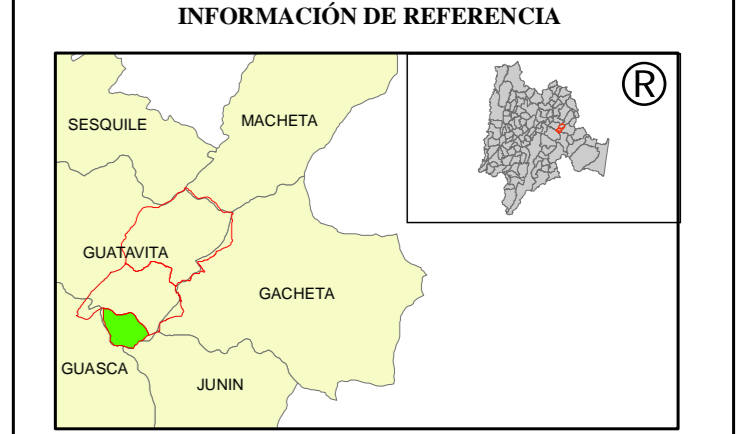 INFORMACIÓN DE REFERENCIA
®
SESQUILE
MACHETA
GUATAVITA
GACHETA
GUASCA
JUNIN